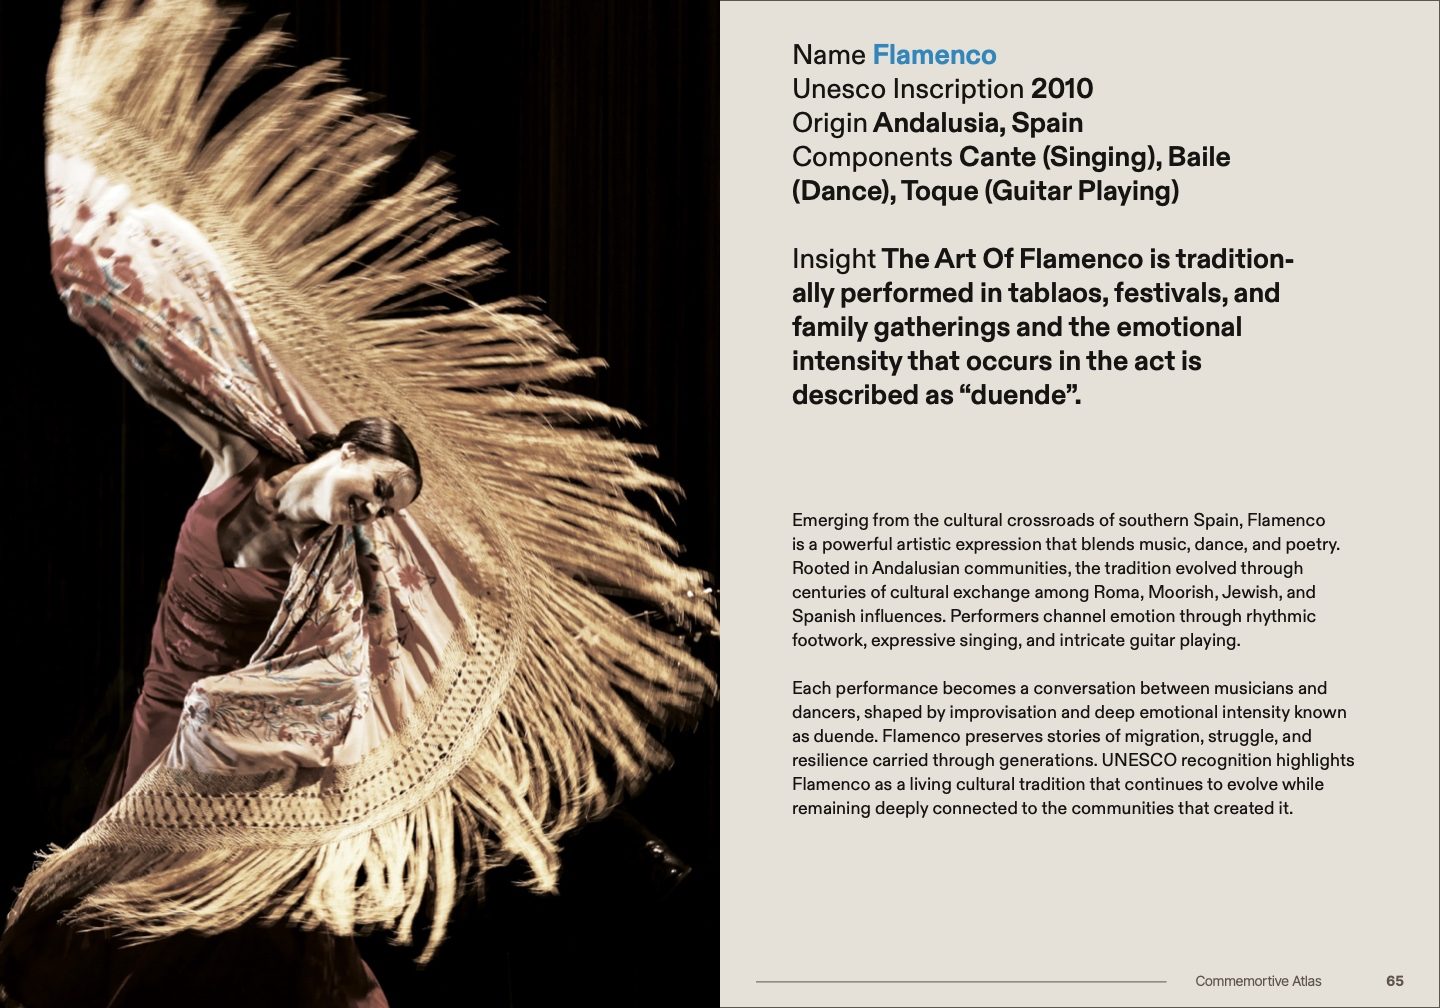 Name Flamenco
Unesco Inscription 2010
Origin Andalusia, Spain
Components Cante (Singing), Baile
(Dance), Toque (Guitar Playing)
Insight The Art Of Flamenco is tradition-
ally performed in tablaos, festivals, and
family gatherings and the emotional
intensity that occurs in the act is
described as “duende”.
Emerging from the cultural crossroads of southern Spain, Flamenco
is a powerful artistic expression that blends music, dance, and poetry.
Rooted in Andalusian communities, the tradition evolved through
centuries of cultural exchange among Roma, Moorish, Jewish, and
Spanish influences. Performers channel emotion through rhythmic
footwork, expressive singing, and intricate guitar playing.
Each performance becomes a conversation between musicians and
dancers, shaped by improvisation and deep emotional intensity known
as duende. Flamenco preserves stories of migration, struggle, and
resilience carried through generations. UNESCO recognition highlights
Flamenco as a living cultural tradition that continues to evolve while
remaining deeply connected to the communities that created it.
Commemortive Atlas 65